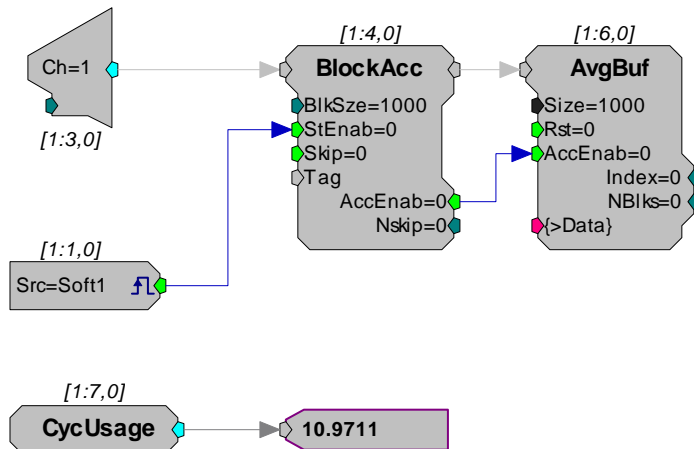 [1:4,0]
[1:6,0]
Ch=1
BlockAcc
AvgBuf
BlkSze=1000
Size=1000
[1:3,0]
StEnab=0
Rst=0
Skip=0
AccEnab=0
Tag
Index=0
AccEnab=0
NBlks=0
Nskip=0
{>Data}
[1:1,0]
Src=Soft1
[1:7,0]
CycUsage
10.9711